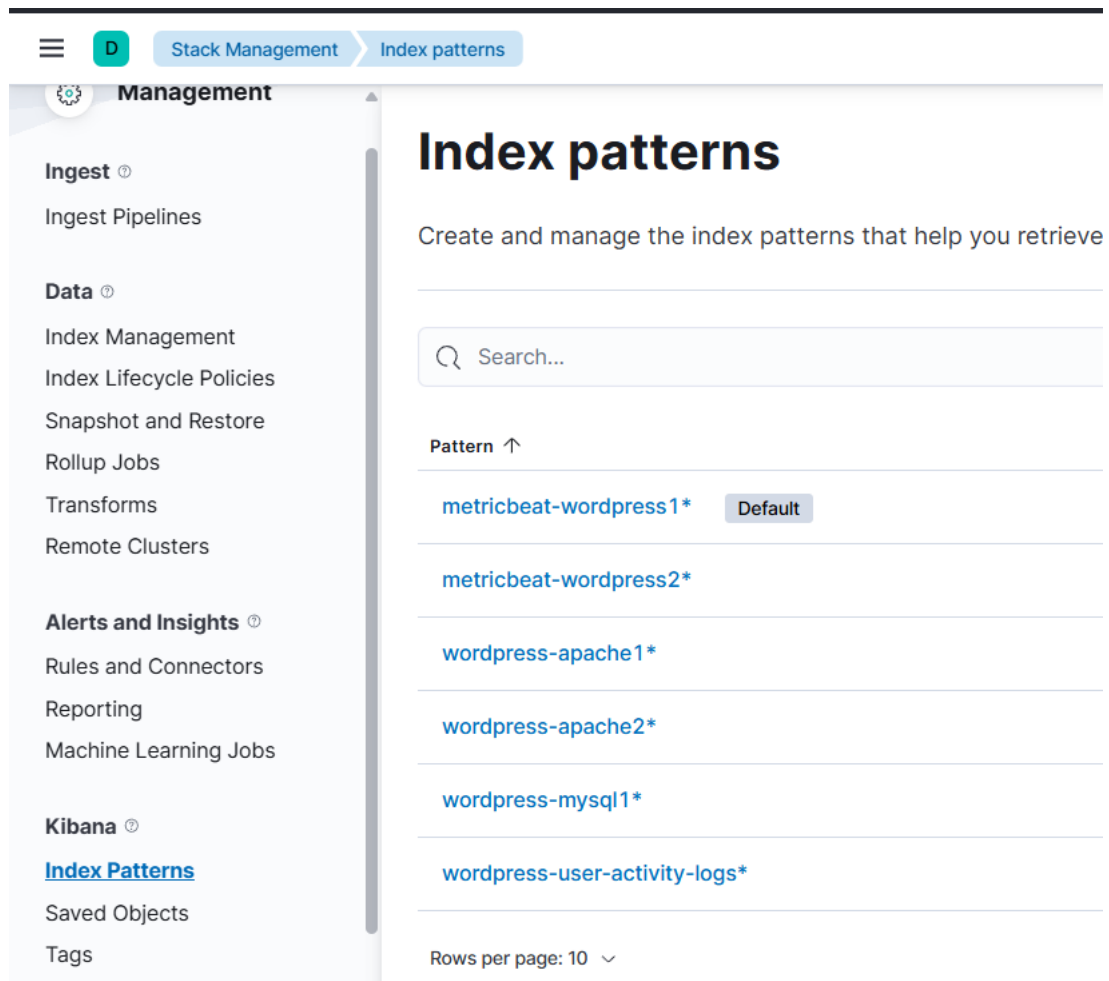 D Stack Management Index patterns
Management
Ingest
Ingest Pipelines
Data
Index Management
Index Lifecycle Policies
Snapshot and Restore
Rollup Jobs
Transforms
Remote Clusters
Alerts and Insights
Rules and Connectors
Reporting
Machine Learning Jobs
Kibana
Index Patterns
Saved Objects
Tags
Index patterns
Create and manage the index patterns that help you retrieve
Search...
Pattern ↑
metricbeat-wordpress1* Default
metricbeat-wordpress2*
wordpress-apache1*
wordpress-apache2*
wordpress-mysql1*
wordpress-user-activity-logs*
Rows per page: 10